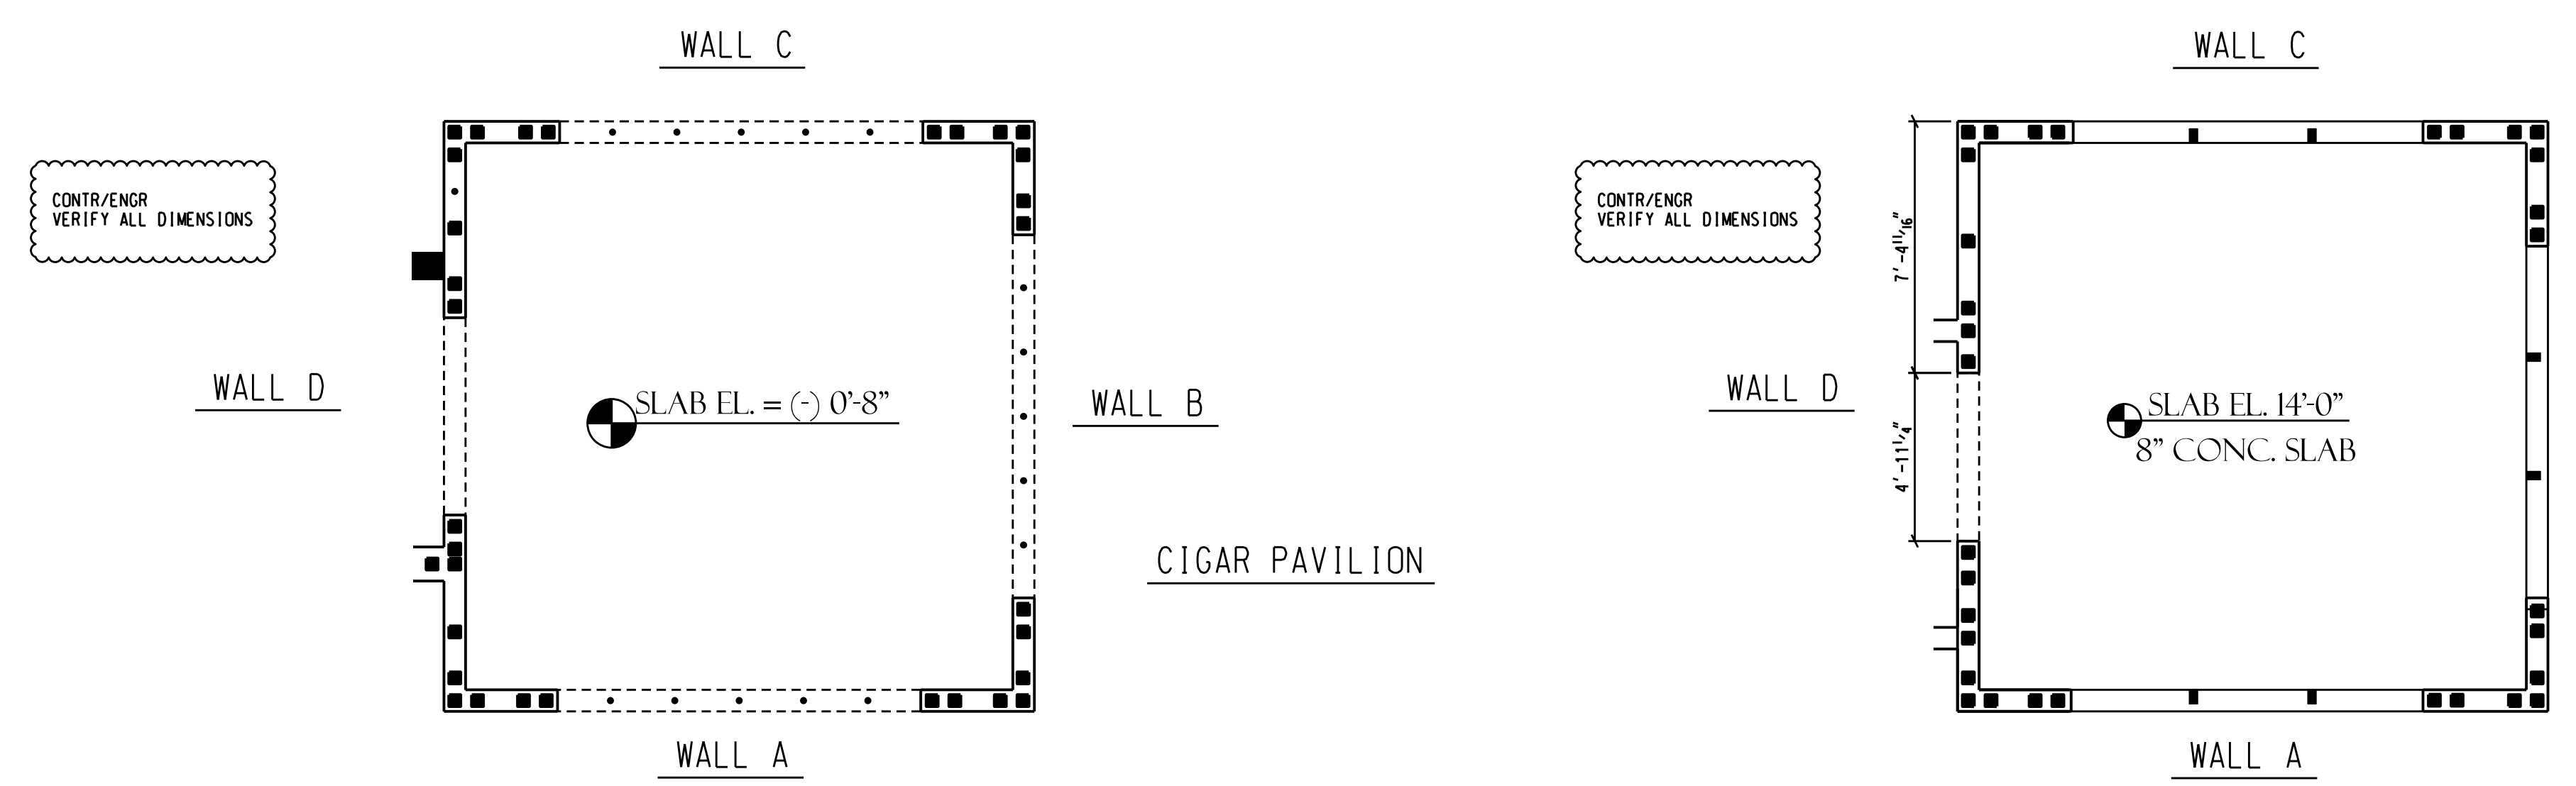 WALL C
CONTR/ENGR
VERIFY ALL DIMENSIONS
WALL D
SLAB EL. = (-) 0'-8"
WALL B
CIGAR PAVILION
WALL A
WALL C
CONTR/ENGR
VERIFY ALL DIMENSIONS
7'-4 11/16"
WALL D
4'-11 1/4"
SLAB EL. 14'-0"
8" CONC. SLAB
WALL A